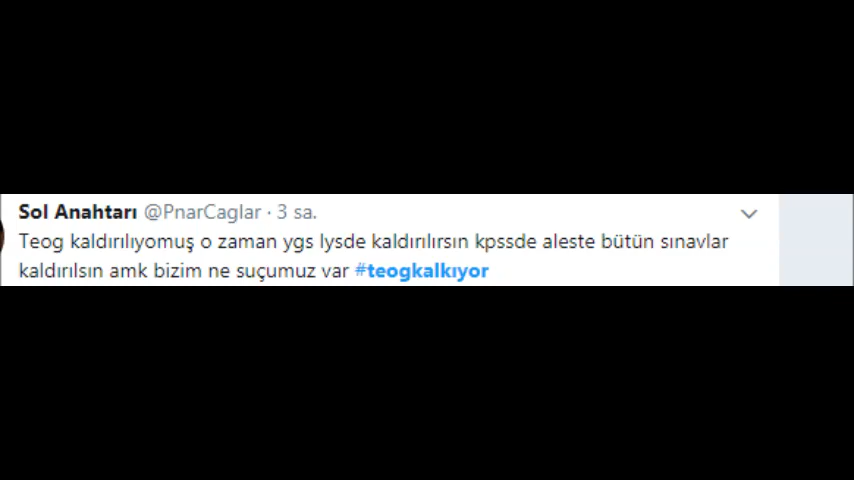 Sol Anahtarı @PnarCaglar · 3 sa.
Teog kaldırılıyomuş o zaman ygs lysde kaldırılırsın kpssde aleste bütün sınavlar
kaldırılsın amk bizim ne suçumuz var #teogkalkıyor